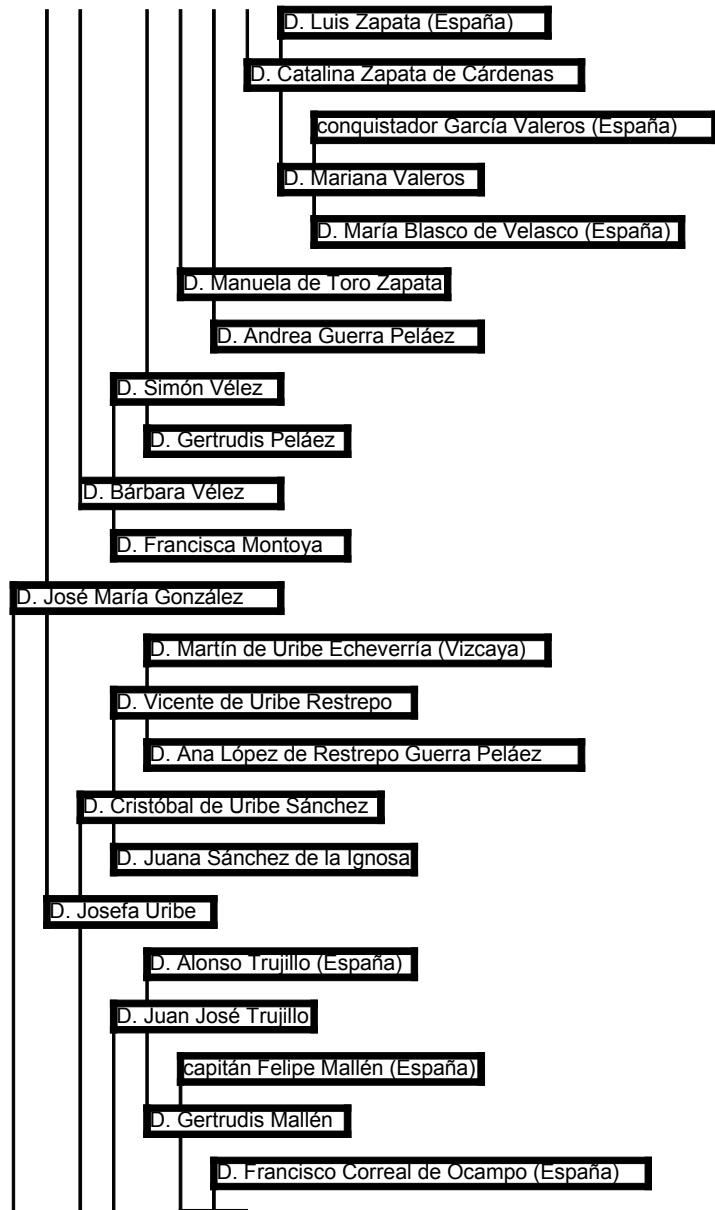 D. Luis Zapata (España)
D. Catalina Zapata de Cárdenas
conquistador García Valeros (España)
D. Mariana Valeros
D. María Blasco de Velasco (España)
D. Manuela de Toro Zapata
D. Andrea Guerra Peláez
D. Simón Vélez
D. Gertrudis Peláez
D. Bárbara Vélez
D. Francisca Montoya
D. José María González
D. Martín de Uribe Echeverría (Vizcaya)
D. Vicente de Uribe Restrepo
D. Ana López de Restrepo Guerra Peláez
D. Cristóbal de Uribe Sánchez
D. Juana Sánchez de la Ignosa
D. Josefa Uribe
D. Alonso Trujillo (España)
D. Juan José Trujillo
capitán Felipe Mallén (España)
D. Gertrudis Mallén
D. Francisco Correal de Ocampo (España)